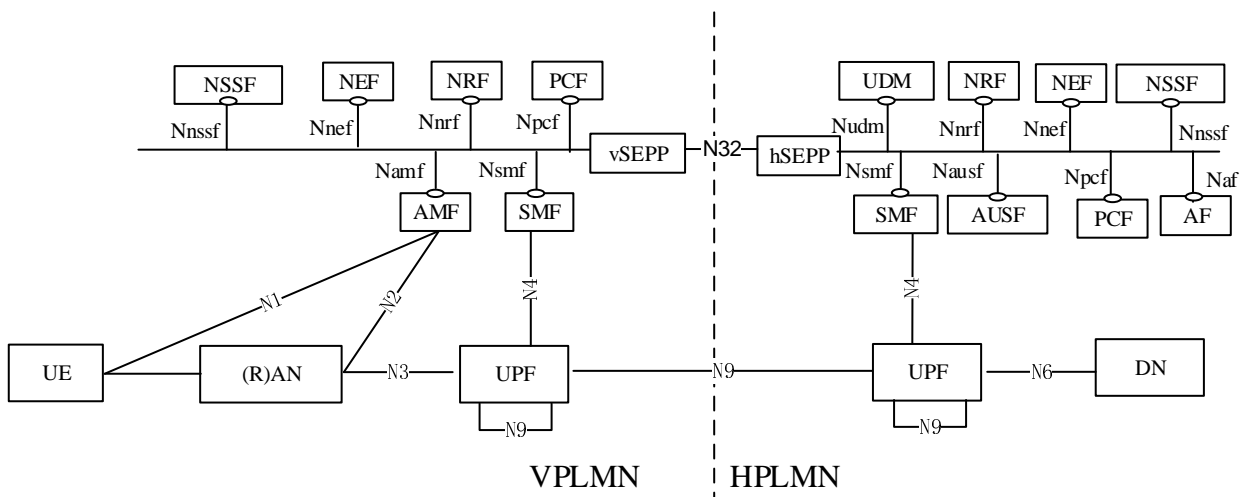 NSSF NEF NRF PCF UDM NRF NEF NSSF
Nnssf Nnef Nnrf Npcf Nudm Nnrf Nnef Nnssf
vSEPP N32 hSEPP
Namf Nsmf Nsmf Nausf Npcf Naf
AMF SMF SMF AUSF PCF AF
N1 N2 N4 N4
UE (R)AN N3 UPF N9 UPF N6 DN
N9 N9
VPLMN HPLMN